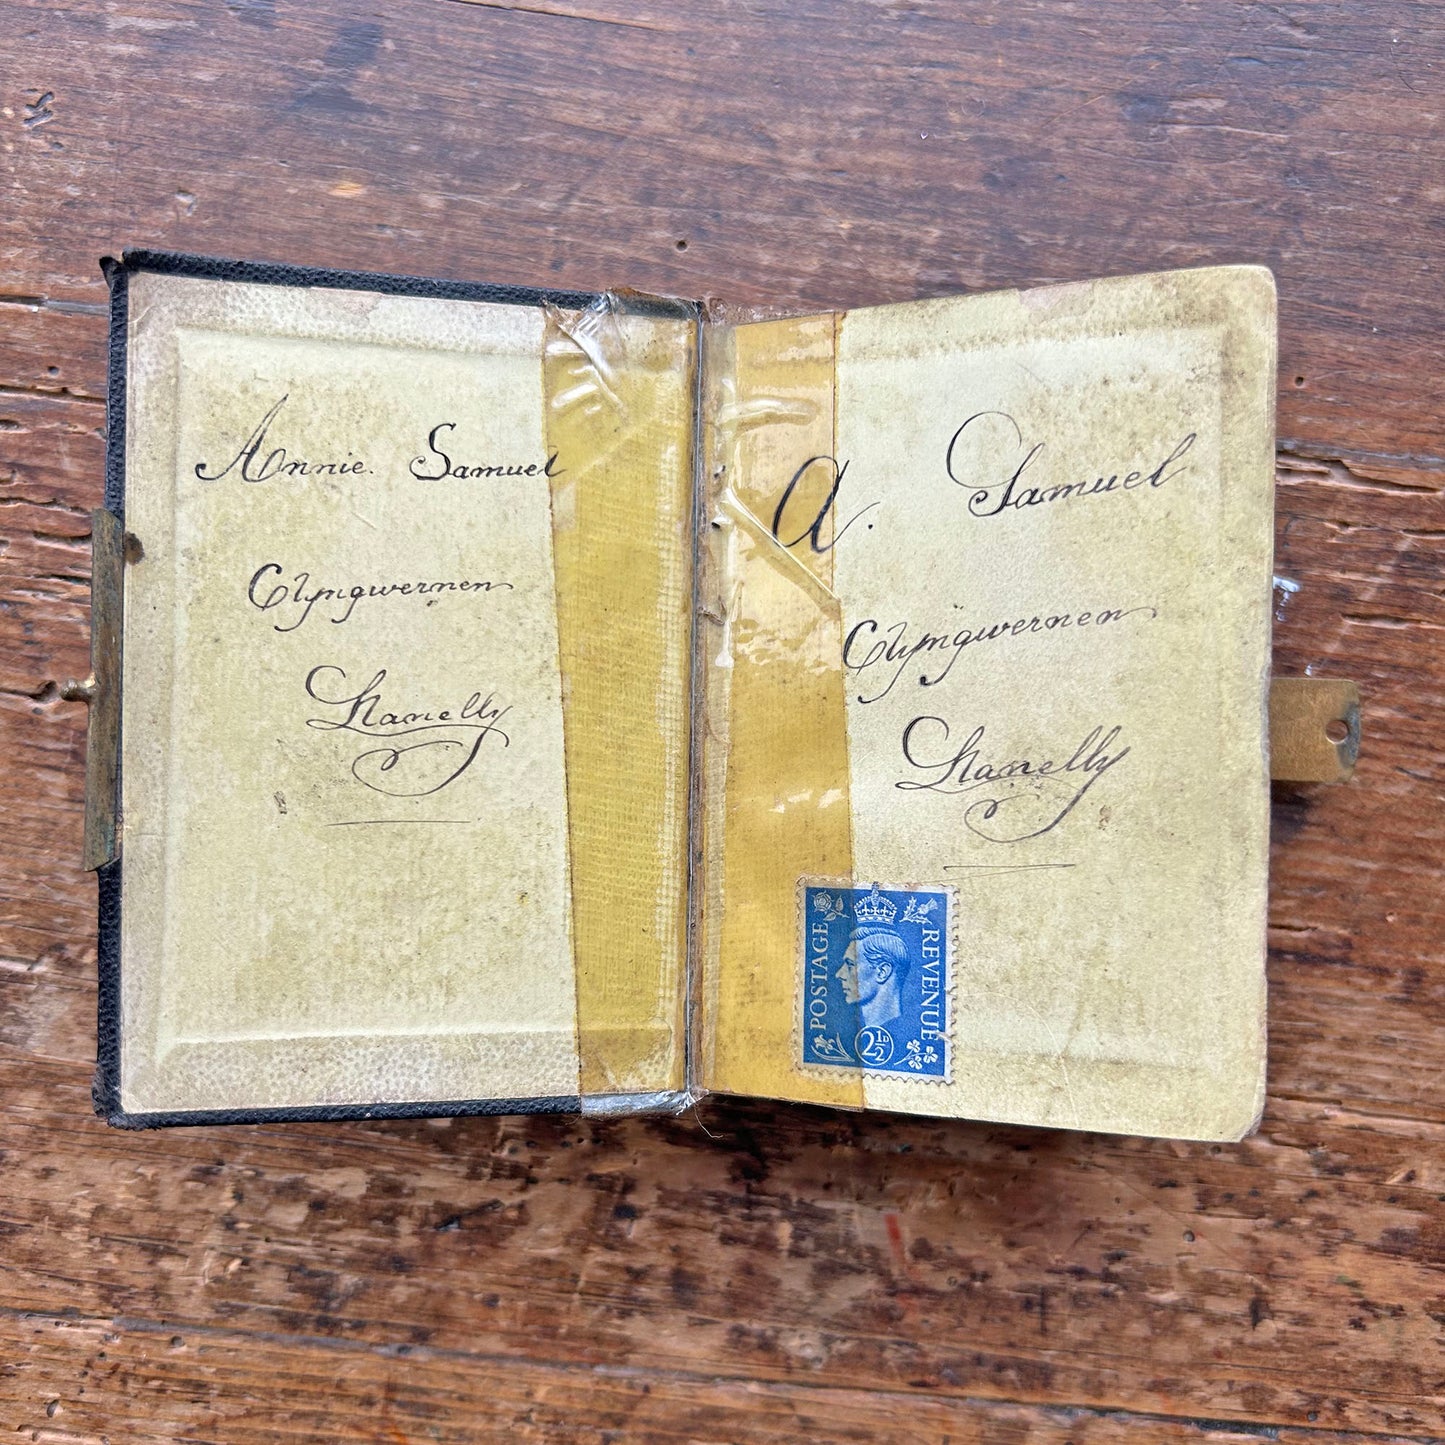 Annie. Samuel
Clyngwernen
Llanelly
A. Samuel
Clyngwernen
Llanelly
POSTAGE
REVENUE
2½D